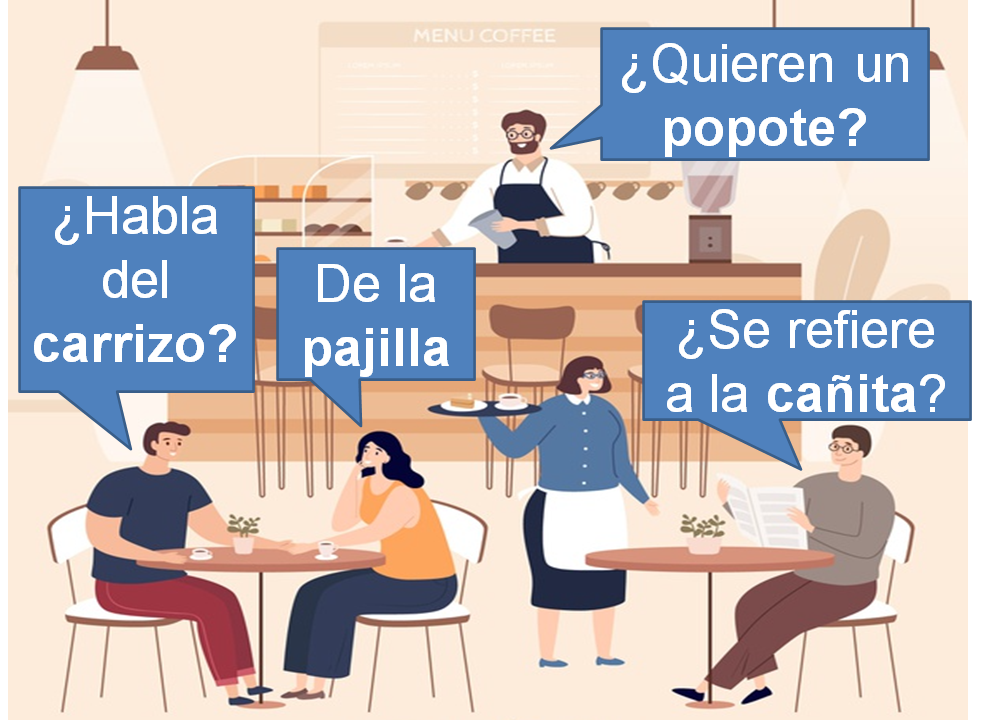 MENU COFFEE
¿Quieren un
popote?
¿Habla
del
carrizo?
De la
pajilla
¿Se refiere
a la cañita?